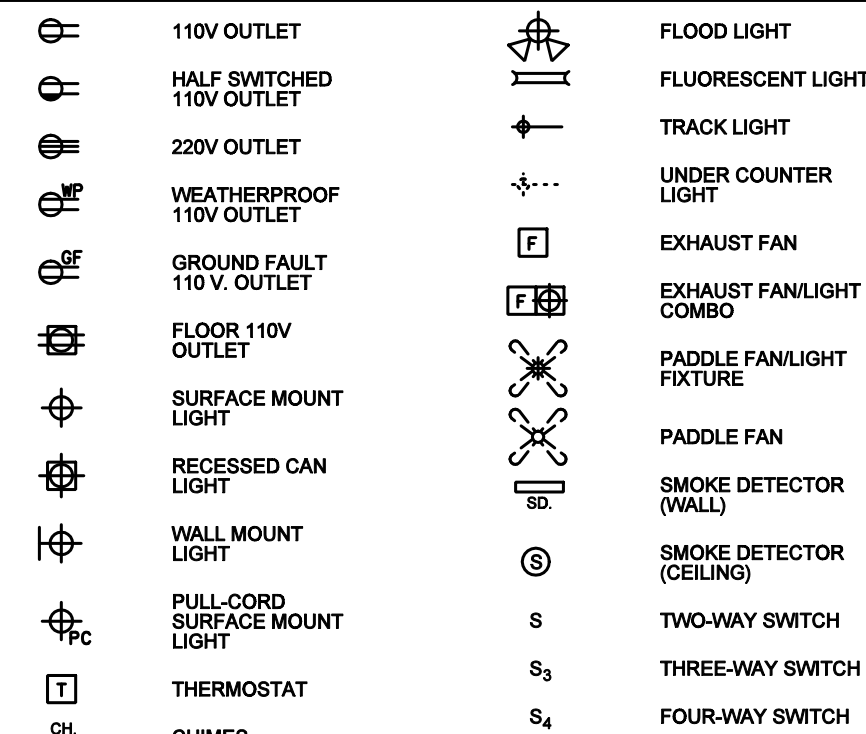 110V OUTLET
HALF SWITCHED
110V OUTLET
220V OUTLET
WP
WEATHERPROOF
110V OUTLET
GF
GROUND FAULT
110 V. OUTLET
FLOOR 110V
OUTLET
SURFACE MOUNT
LIGHT
RECESSED CAN
LIGHT
WALL MOUNT
LIGHT
PC
PULL-CORD
SURFACE MOUNT
LIGHT
T
THERMOSTAT
CH.
CHIMES
FLOOD LIGHT
FLUORESCENT LIGHT
TRACK LIGHT
UNDER COUNTER
LIGHT
F
EXHAUST FAN
F
EXHAUST FAN/LIGHT
COMBO
PADDLE FAN/LIGHT
FIXTURE
PADDLE FAN
SD.
SMOKE DETECTOR
(WALL)
S
SMOKE DETECTOR
(CEILING)
S
TWO-WAY SWITCH
S3
THREE-WAY SWITCH
S4
FOUR-WAY SWITCH